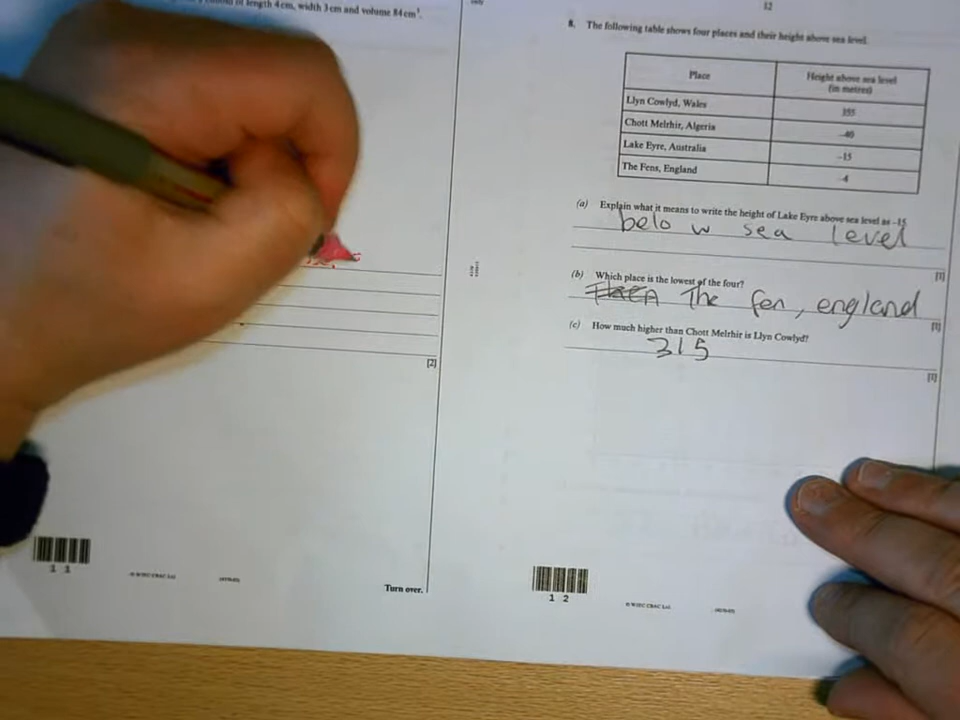 length 4 cm, width 3 cm and volume 84 cm³.
[2]
1 1
Turn over.
12
8. The following table shows four places and their height above sea level.
Place Height above sea level (in metres)
Llyn Cowlyd, Wales 355
Chott Melrhir, Algeria -40
Lake Eyre, Australia -15
The Fens, England -4
(a) Explain what it means to write the height of Lake Eyre above sea level as -15
below sea level
[1]
(b) Which place is the lowest of the four?
The fen, england
[1]
(c) How much higher than Chott Melrhir is Llyn Cowlyd?
315
[1]
1 2
© WJEC CBAC Ltd.